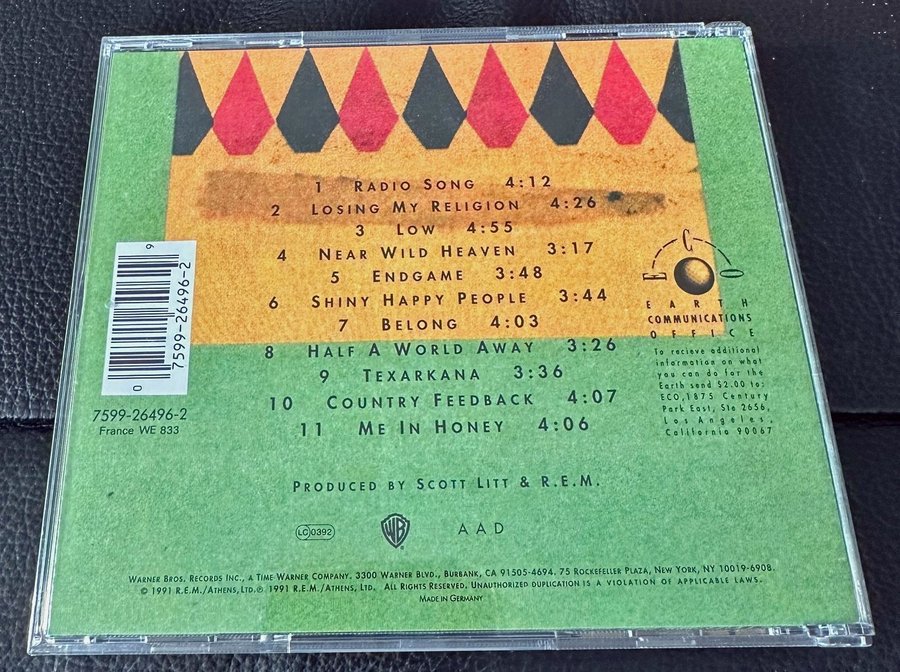 1 RADIO SONG 4:12
2 LOSING MY RELIGION 4:26
3 LOW 4:55
4 NEAR WILD HEAVEN 3:17
5 ENDGAME 3:48
6 SHINY HAPPY PEOPLE 3:44
7 BELONG 4:03
8 HALF A WORLD AWAY 3:26
9 TEXARKANA 3:36
10 COUNTRY FEEDBACK 4:07
11 ME IN HONEY 4:06
9
7599-26496-2
0
7599-26496-2
France WE 833
ECO
EARTH
COMMUNICATIONS
OFFICE
To recieve additional
information on what
you can do for the
Earth send $2.00 to:
ECO,1875 Century
Park East, Ste 2656,
Los Angeles,
California 90067
PRODUCED BY SCOTT LITT & R.E.M.
LC 0392
WB
AAD
WARNER BROS. RECORDS INC., A TIME WARNER COMPANY. 3300 WARNER BLVD., BURBANK, CA 91505-4694. 75 ROCKEFELLER PLAZA, NEW YORK, NY 10019-6908.
© 1991 R.E.M./ATHENS,LTD.℗ 1991 R.E.M./ATHENS, LTD. ALL RIGHTS RESERVED. UNAUTHORIZED DUPLICATION IS A VIOLATION OF APPLICABLE LAWS.
MADE IN GERMANY